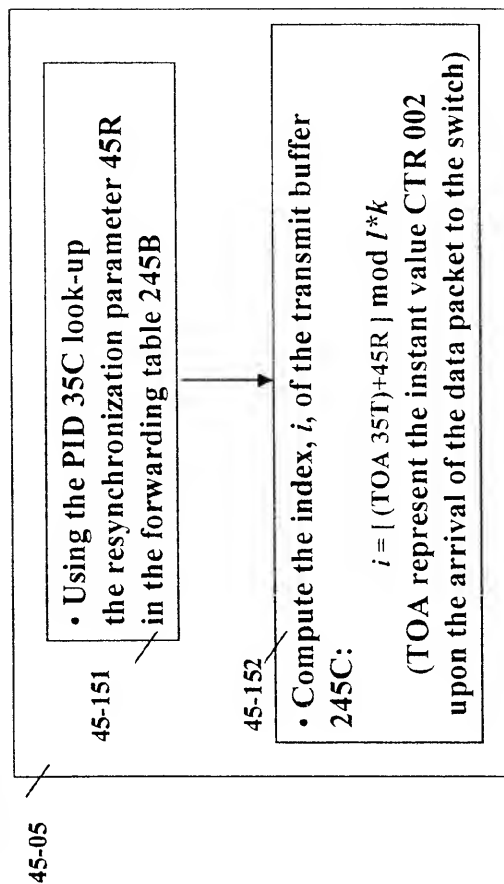 45-05
• Using the PID 35C look-up
the resynchronization parameter 45R
in the forwarding table 245B
45-151
45-152
• Compute the index, i, of the transmit buffer
245C:
i = [ (TOA 35T)+45R ] mod l*k
(TOA represent the instant value CTR 002
upon the arrival of the data packet to the switch)